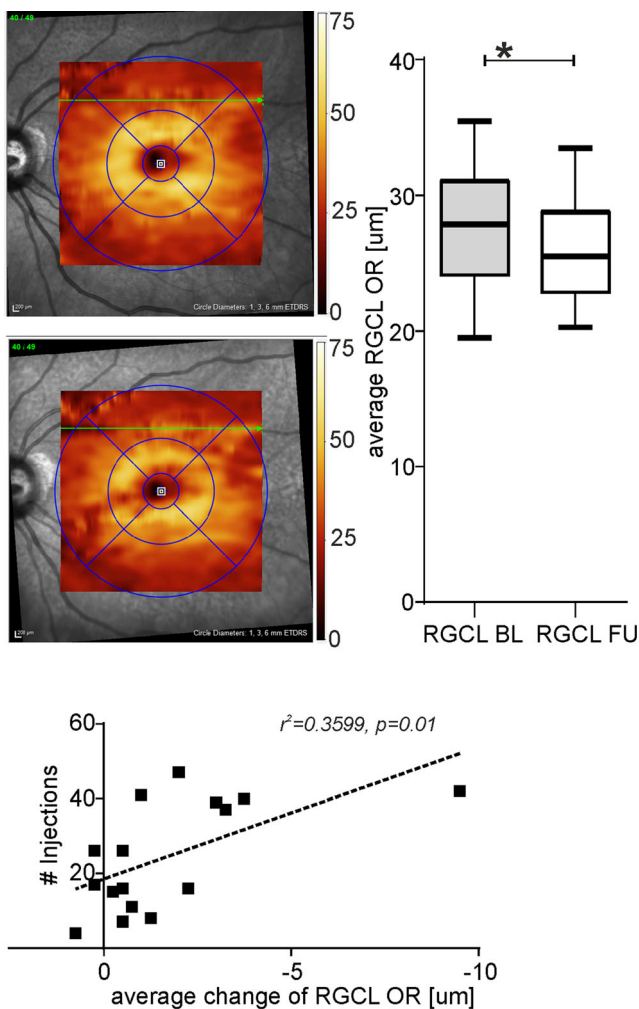 40 / 49
75
50
25
0
200 µm
Circle Diameters: 1, 3, 6 mm ETDRS
40 / 49
75
50
25
0
200 µm
Circle Diameters: 1, 3, 6 mm ETDRS
*
average RGCL OR [um]
40
30
20
10
0
RGCL BL RGCL FU
r²=0.3599, p=0.01
# Injections
60
40
20
0 -5 -10
average change of RGCL OR [um]